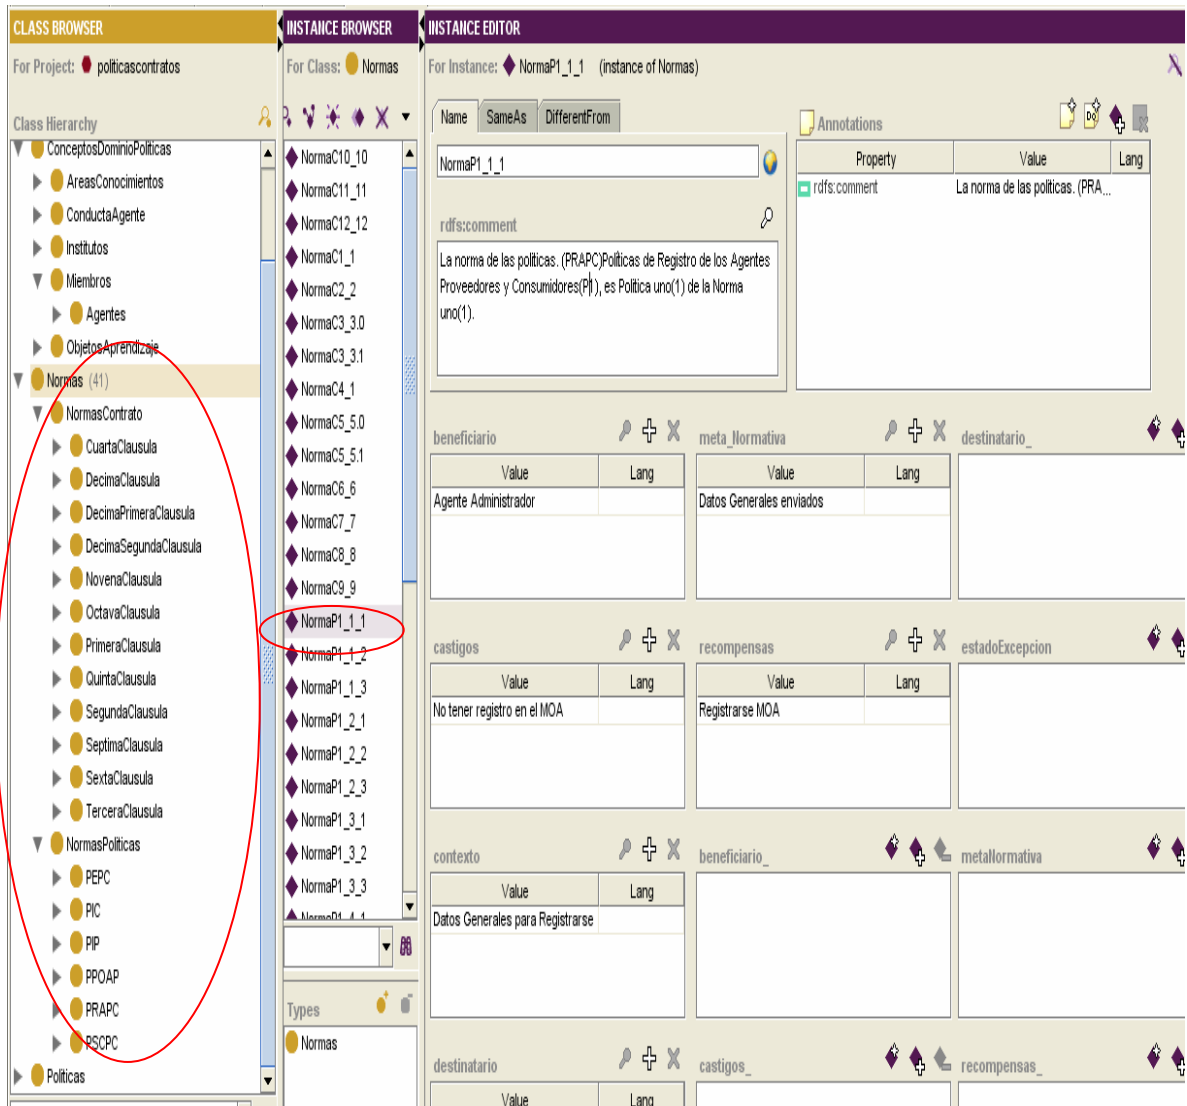 CLASS BROWSER
For Project: politicascontratos
Class Hierarchy
ConceptosDominioPoliticas
AreasConocimientos
ConductaAgente
Institutos
Miembros
Agentes
ObjetosAprendizaje
Normas (41)
NormasContrato
CuartaClausula
DecimaClausula
DecimaPrimeraClausula
DecimaSegundaClausula
NovenaClausula
OctavaClausula
PrimeraClausula
QuintaClausula
SegundaClausula
SeptimaClausula
SextaClausula
TerceraClausula
NormasPoliticas
PEPC
PIC
PIP
PPOAP
PRAPC
PSCPC
Politicas
INSTANCE BROWSER
For Class: Normas
NormaC10_10
NormaC11_11
NormaC12_12
NormaC1_1
NormaC2_2
NormaC3_3.0
NormaC3_3.1
NormaC4_1
NormaC5_5.0
NormaC5_5.1
NormaC6_6
NormaC7_7
NormaC8_8
NormaC9_9
NormaP1_1_1
NormaP1_1_2
NormaP1_1_3
NormaP1_2_1
NormaP1_2_2
NormaP1_2_3
NormaP1_3_1
NormaP1_3_2
NormaP1_3_3
NormaP1_4_1
Types
Normas
INSTANCE EDITOR
For Instance: NormaP1_1_1 (instance of Normas)
Name SameAs DifferentFrom
NormaP1_1_1
rdfs:comment
La norma de las politicas. (PRAPC)Políticas de Registro de los Agentes
Proveedores y Consumidores(P1), es Politica uno(1) de la Norma
uno(1).
Annotations
Property Value Lang
rdfs:comment La norma de las politicas. (PRA...
beneficiario meta_Normativa destinatario_
Value Lang Value Lang
Agente Administrador Datos Generales enviados
castigos recompensas estadoExcepcion
Value Lang Value Lang
No tener registro en el MOA Registrarse MOA
contexto beneficiario_ metaNormativa
Value Lang
Datos Generales para Registrarse
destinatario castigos_ recompensas_
Value Lang